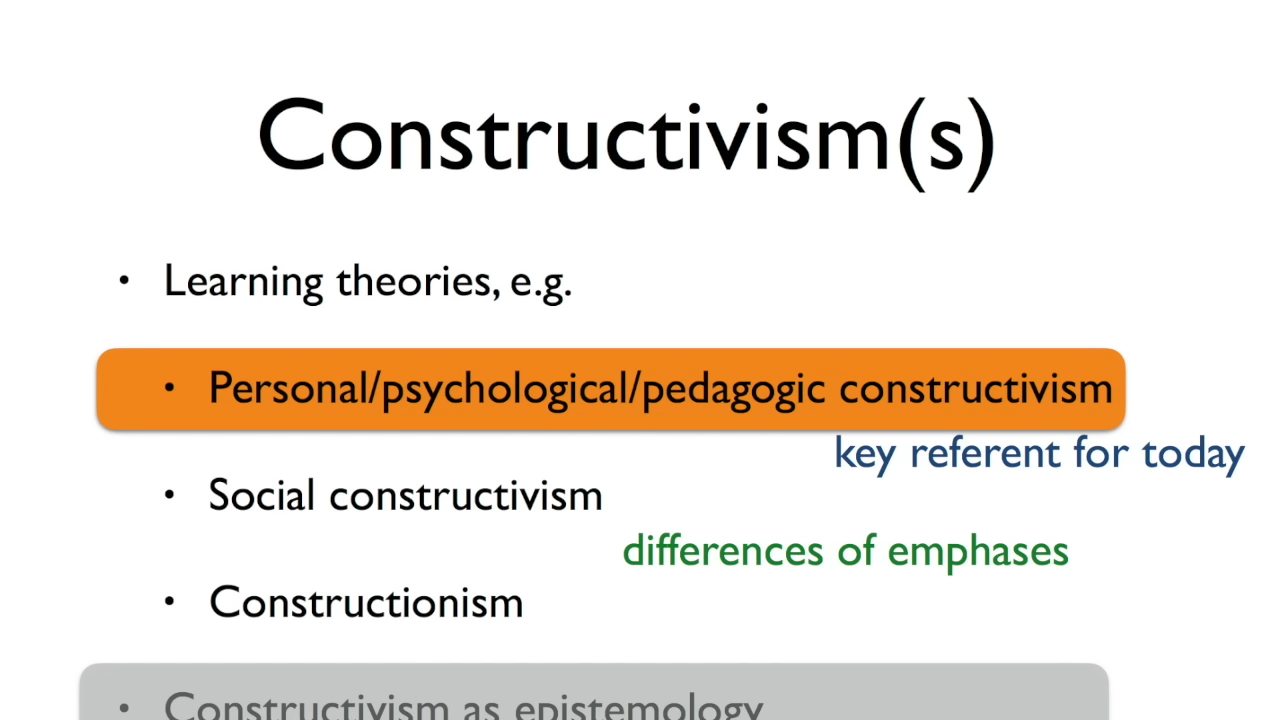 Constructivism(s)
• Learning theories, e.g.
• Personal/psychological/pedagogic constructivism
key referent for today
• Social constructivism
differences of emphases
• Constructionism
• Constructivism as epistemology